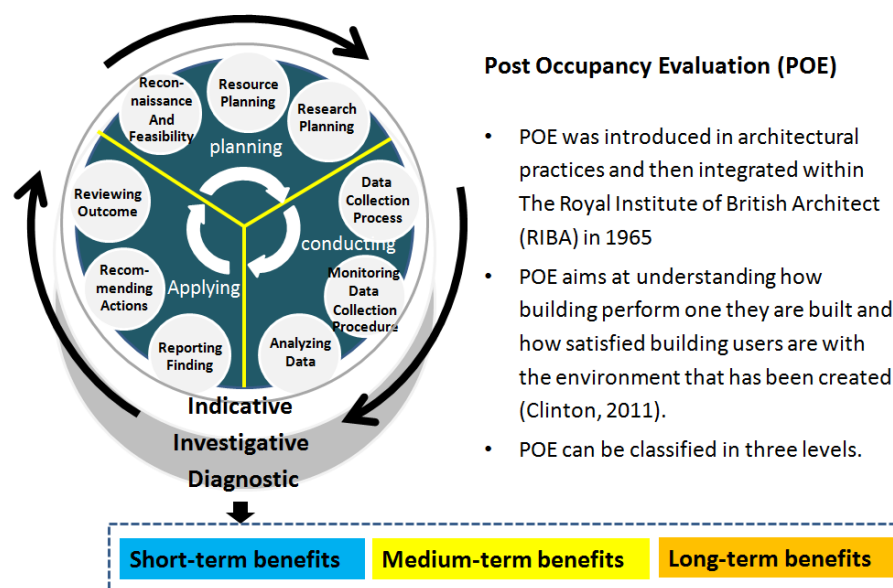 Recon-
naissance
And
Feasibility
Resource
Planning
Research
Planning
planning
Reviewing
Outcome
Data
Collection
Process
conducting
Recom-
mending
Actions
Applying
Monitoring
Data
Collection
Procedure
Reporting
Finding
Analyzing
Data
Indicative
Investigative
Diagnostic
Post Occupancy Evaluation (POE)
• POE was introduced in architectural
practices and then integrated within
The Royal Institute of British Architect
(RIBA) in 1965
• POE aims at understanding how
building perform one they are built and
how satisfied building users are with
the environment that has been created
(Clinton, 2011).
• POE can be classified in three levels.
Short-term benefits
Medium-term benefits
Long-term benefits